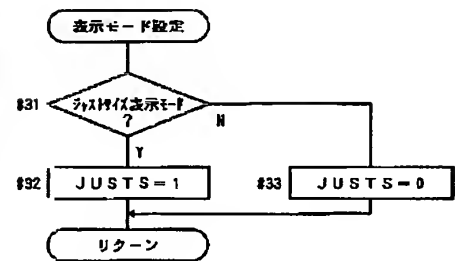 表示モード設定
#31
ジャストサイズ表示モード
?
N
Y
#32
JUSTS=1
#33
JUSTS=0
リターン